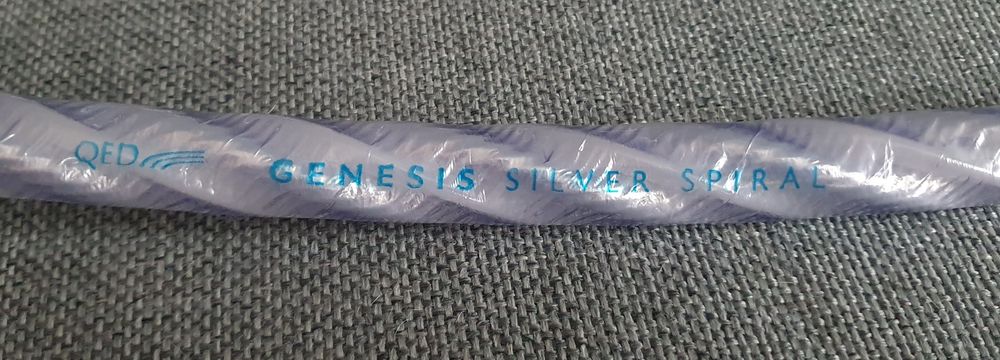 QED GENESIS SILVER SPIRAL